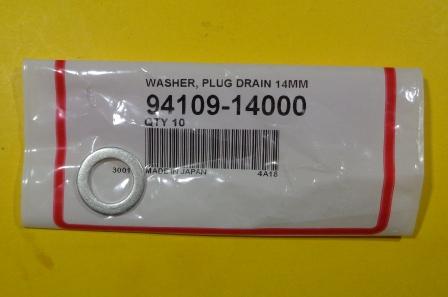 WASHER, PLUG DRAIN 14MM
94109-14000
QTY 10
3001 MADE IN JAPAN 4A18